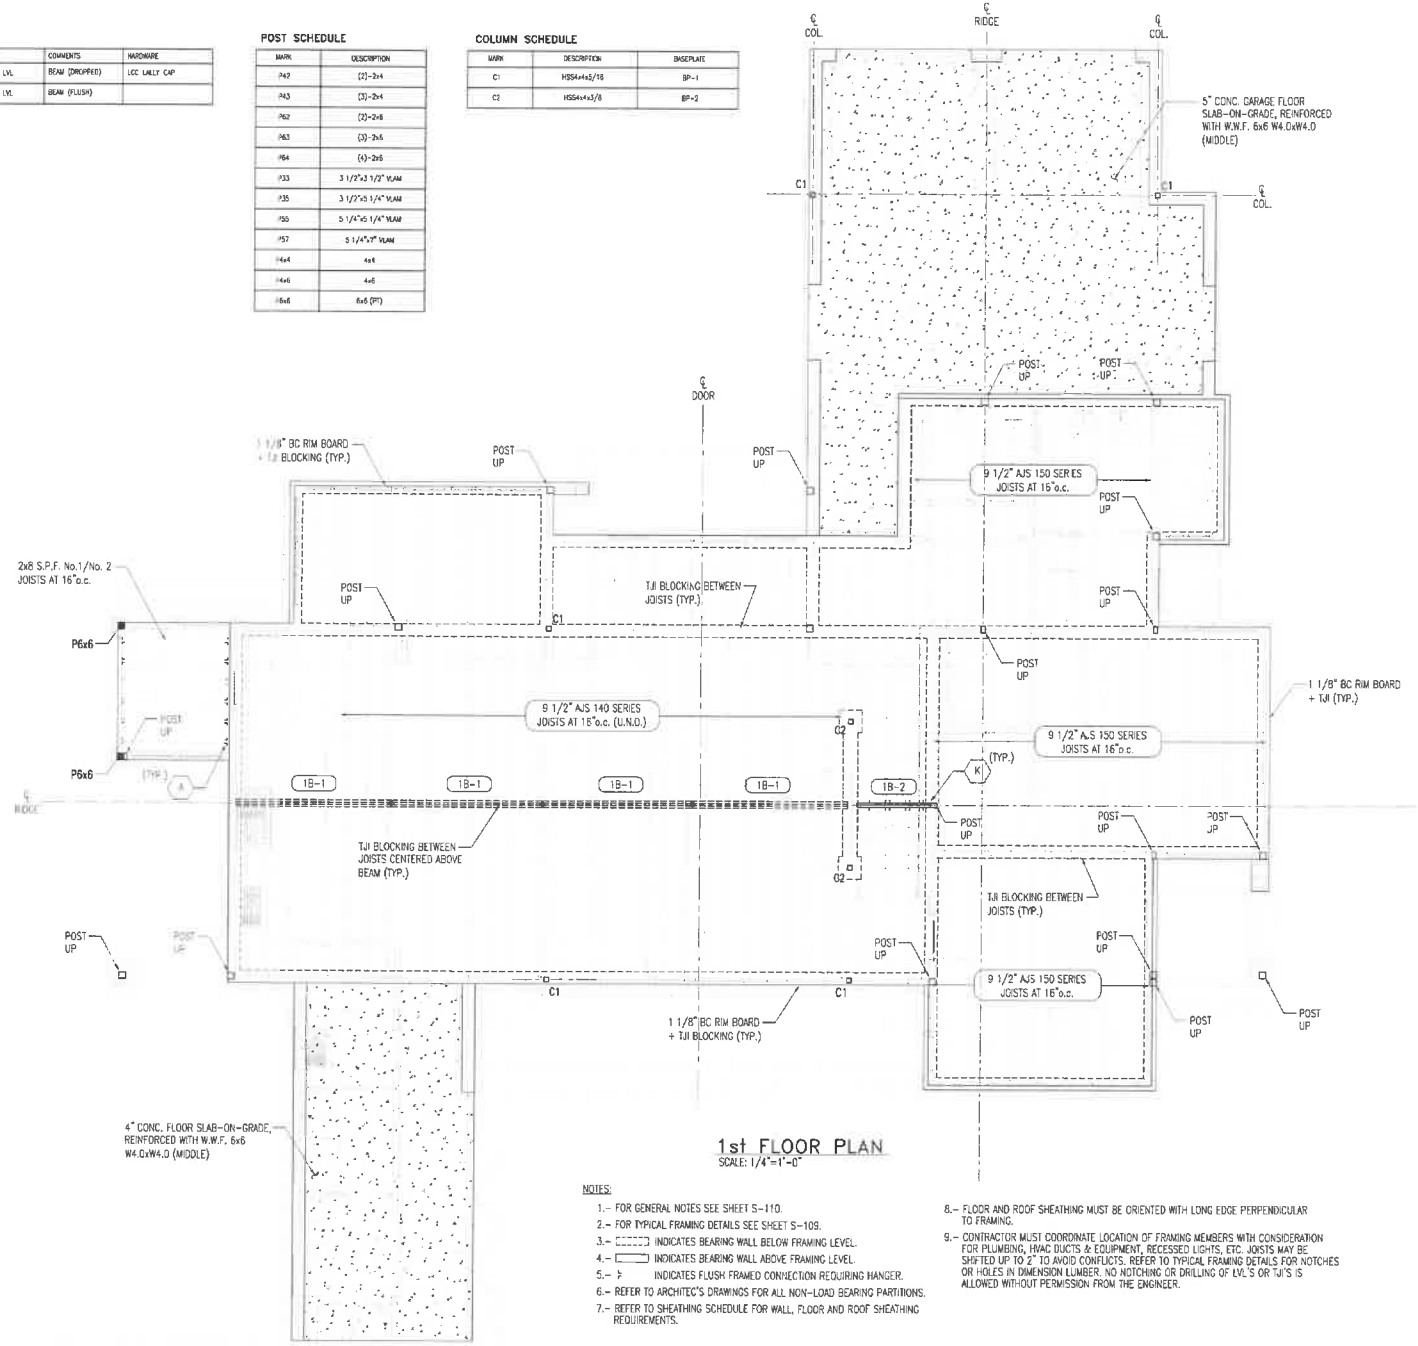 COMMENTS HARDWARE
LVL BEAM (DROPPED) LCC LALLY CAP
LVL BEAM (FLUSH)
POST SCHEDULE
MARK DESCRIPTION
P42 (2)-2x4
P43 (3)-2x4
P62 (2)-2x6
P63 (3)-2x6
P64 (4)-2x6
P33 3 1/2"x3 1/2" VLAM
P35 3 1/2"x5 1/4" VLAM
P55 5 1/4"x5 1/4" VLAM
P57 5 1/4"x7" VLAM
P4x4 4x4
P4x6 4x6
P6x6 6x6 (PT)
COLUMN SCHEDULE
MARK DESCRIPTION BASEPLATE
C1 HSS4x4x5/16 BP-1
C2 HSS4x4x3/8 BP-2
℄
COL.
℄
RIDGE
℄
COL.
5" CONC. GARAGE FLOOR
SLAB-ON-GRADE, REINFORCED
WITH W.W.F. 6x6 W4.0xW4.0
(MIDDLE)
C1
C1
℄
COL.
POST
UP
POST
UP
℄
DOOR
1 1/8" BC RIM BOARD
+ TJI BLOCKING (TYP.)
POST
UP
POST
UP
9 1/2" AJS 150 SERIES
JOISTS AT 16"o.c.
POST
UP
2x8 S.P.F. No.1/No. 2
JOISTS AT 16"o.c.
POST
UP
TJI BLOCKING BETWEEN
JOISTS (TYP.)
POST
UP
C1
P6x6
POST
UP
1 1/8" BC RIM BOARD
+ TJI (TYP.)
9 1/2" AJS 140 SERIES
JOISTS AT 16"o.c. (U.N.O.)
C2
POST
UP
9 1/2" AJS 150 SERIES
JOISTS AT 16"o.c.
P6x6
(TYP.)
A
K
(TYP.)
1B-1
1B-1
1B-1
1B-1
1B-2
℄
RIDGE
POST
UP
POST
UP
POST
UP
TJI BLOCKING BETWEEN
JOISTS CENTERED ABOVE
BEAM (TYP.)
C2
TJI BLOCKING BETWEEN
JOISTS (TYP.)
POST
UP
POST
UP
POST
UP
POST
UP
9 1/2" AJS 150 SERIES
JOISTS AT 16"o.c.
C1
C1
1 1/8" BC RIM BOARD
+ TJI BLOCKING (TYP.)
POST
UP
POST
UP
4" CONC. FLOOR SLAB-ON-GRADE,
REINFORCED WITH W.W.F. 6x6
W4.0xW4.0 (MIDDLE)
1st FLOOR PLAN
SCALE: 1/4"=1'-0"
NOTES:
1.- FOR GENERAL NOTES SEE SHEET S-110.
2.- FOR TYPICAL FRAMING DETAILS SEE SHEET S-109.
3.- INDICATES BEARING WALL BELOW FRAMING LEVEL.
4.- INDICATES BEARING WALL ABOVE FRAMING LEVEL.
5.- INDICATES FLUSH FRAMED CONNECTION REQUIRING HANGER.
6.- REFER TO ARCHITEC'S DRAWINGS FOR ALL NON-LOAD BEARING PARTITIONS.
7.- REFER TO SHEATHING SCHEDULE FOR WALL, FLOOR AND ROOF SHEATHING
REQUIREMENTS.
8.- FLOOR AND ROOF SHEATHING MUST BE ORIENTED WITH LONG EDGE PERPENDICULAR
TO FRAMING.
9.- CONTRACTOR MUST COORDINATE LOCATION OF FRAMING MEMBERS WITH CONSIDERATION
FOR PLUMBING, HVAC DUCTS & EQUIPMENT, RECESSED LIGHTS, ETC. JOISTS MAY BE
SHIFTED UP TO 2" TO AVOID CONFLICTS. REFER TO TYPICAL FRAMING DETAILS FOR NOTCHES
OR HOLES IN DIMENSION LUMBER. NO NOTCHING OR DRILLING OF LVL'S OR TJI'S IS
ALLOWED WITHOUT PERMISSION FROM THE ENGINEER.